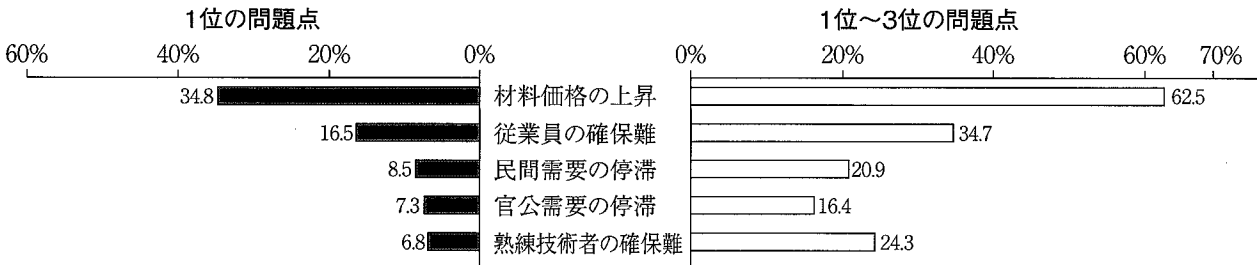 1位の問題点 1位～3位の問題点
60% 40% 20% 0% 0% 20% 40% 60% 70%
34.8 材料価格の上昇 62.5
16.5 従業員の確保難 34.7
8.5 民間需要の停滞 20.9
7.3 官公需要の停滞 16.4
6.8 熟練技術者の確保難 24.3